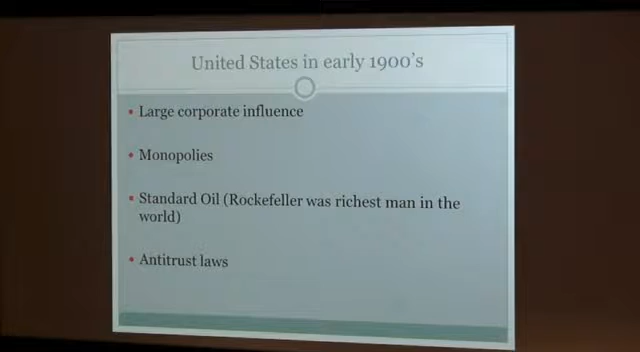 United States in early 1900's
• Large corporate influence
• Monopolies
• Standard Oil (Rockefeller was richest man in the
world)
• Antitrust laws